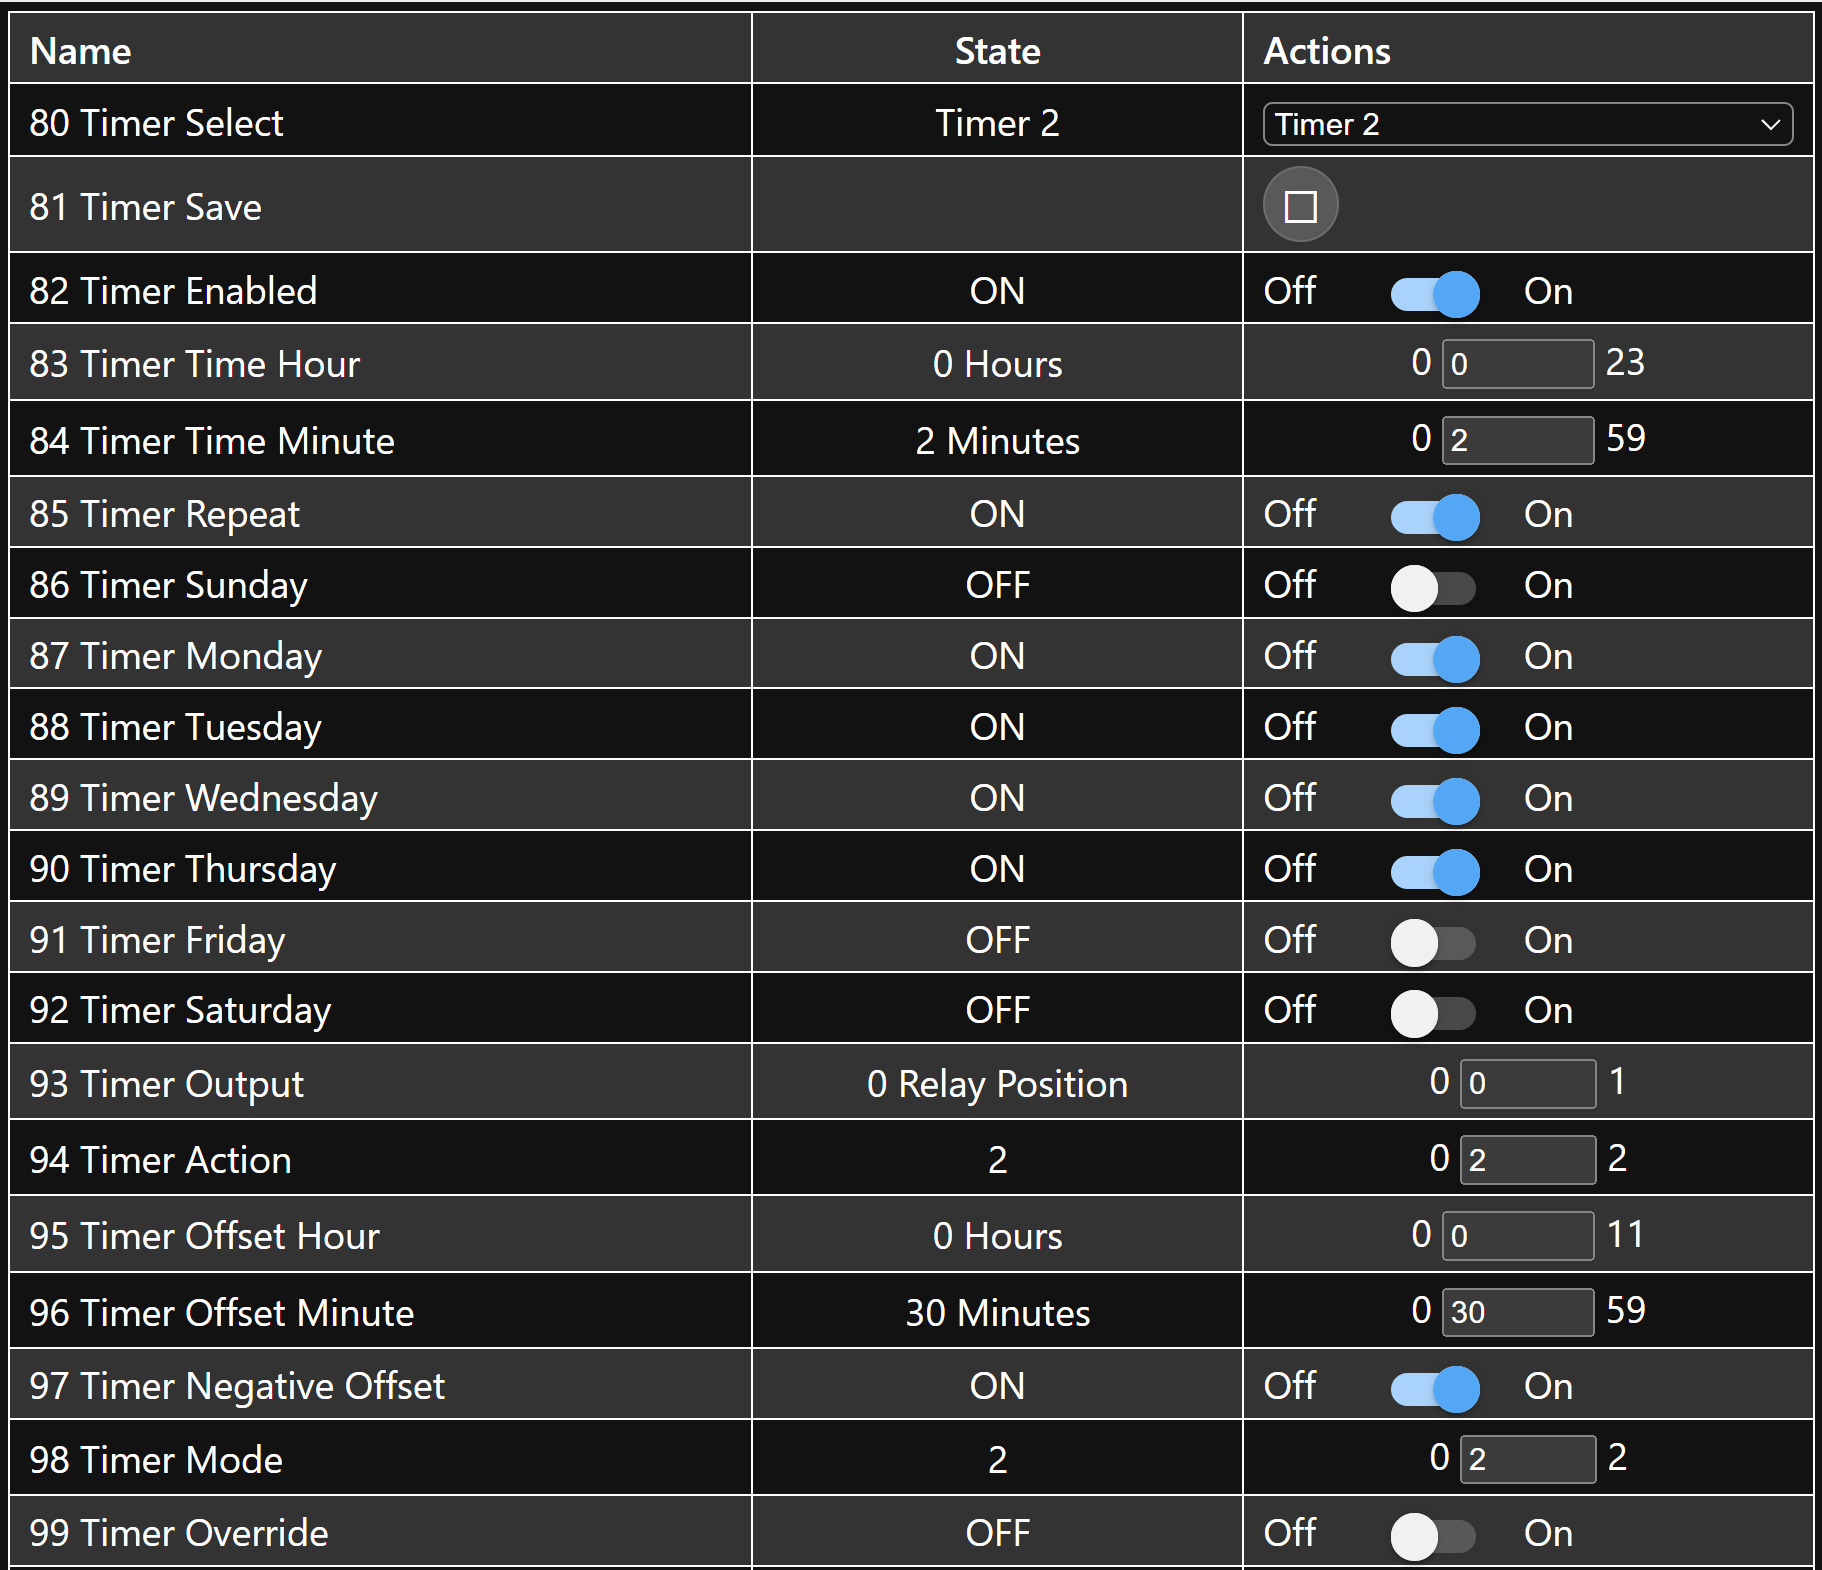 Name State Actions
80 Timer Select Timer 2 Timer 2
81 Timer Save
82 Timer Enabled ON Off On
83 Timer Time Hour 0 Hours 0 0 23
84 Timer Time Minute 2 Minutes 0 2 59
85 Timer Repeat ON Off On
86 Timer Sunday OFF Off On
87 Timer Monday ON Off On
88 Timer Tuesday ON Off On
89 Timer Wednesday ON Off On
90 Timer Thursday ON Off On
91 Timer Friday OFF Off On
92 Timer Saturday OFF Off On
93 Timer Output 0 Relay Position 0 0 1
94 Timer Action 2 0 2 2
95 Timer Offset Hour 0 Hours 0 0 11
96 Timer Offset Minute 30 Minutes 0 30 59
97 Timer Negative Offset ON Off On
98 Timer Mode 2 0 2 2
99 Timer Override OFF Off On